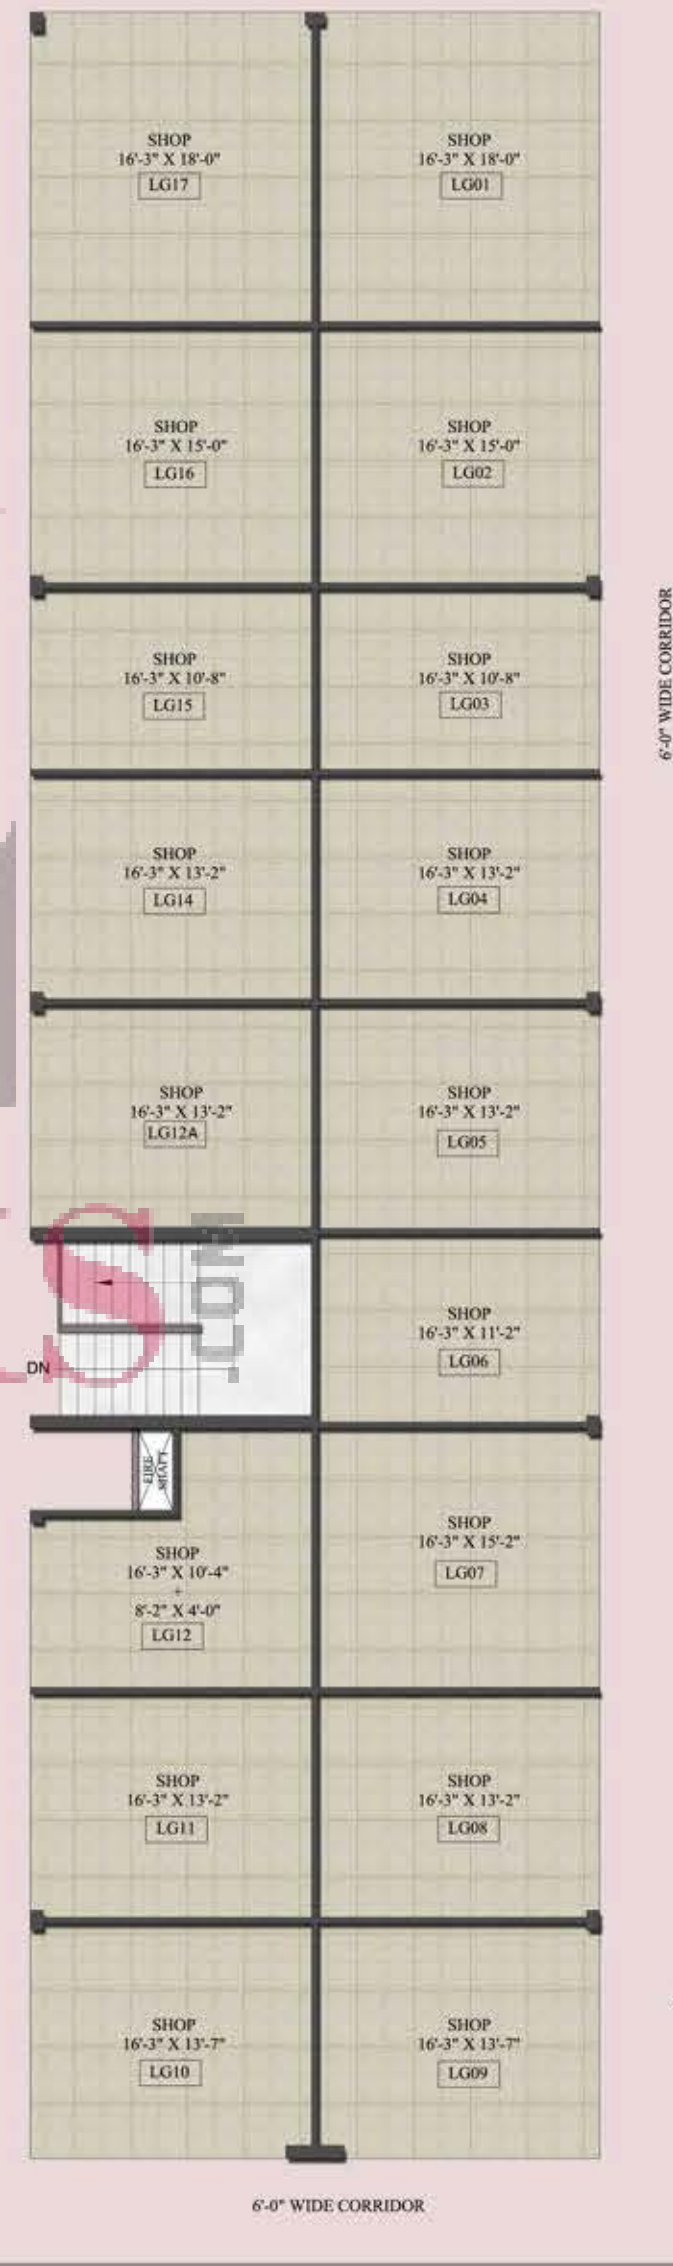 SHOP
16'-3" X 18'-0"
LG17
SHOP
16'-3" X 18'-0"
LG01
SHOP
16'-3" X 15'-0"
LG16
SHOP
16'-3" X 15'-0"
LG02
6'-0" WIDE CORRIDOR
SHOP
16'-3" X 10'-8"
LG15
SHOP
16'-3" X 10'-8"
LG03
SHOP
16'-3" X 13'-2"
LG14
SHOP
16'-3" X 13'-2"
LG04
SHOP
16'-3" X 13'-2"
LG12A
SHOP
16'-3" X 13'-2"
LG05
S
.COM
DN
SHOP
16'-3" X 11'-2"
LG06
FIRE
SHAFT
SHOP
16'-3" X 10'-4"
+
8'-2" X 4'-0"
LG12
SHOP
16'-3" X 15'-2"
LG07
SHOP
16'-3" X 13'-2"
LG11
SHOP
16'-3" X 13'-2"
LG08
SHOP
16'-3" X 13'-7"
LG10
SHOP
16'-3" X 13'-7"
LG09
6'-0" WIDE CORRIDOR